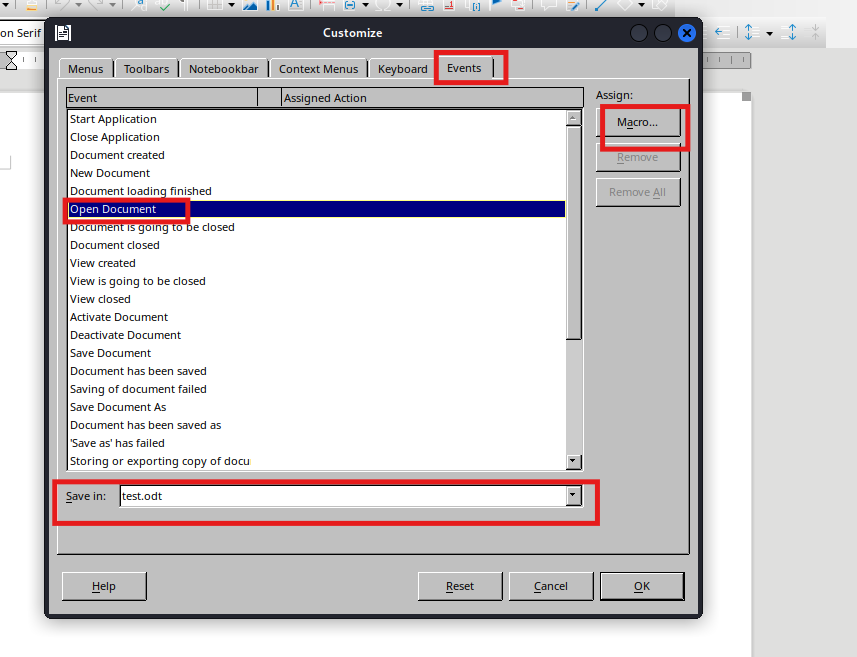 on Serif
Customize
Menus
Toolbars
Notebookbar
Context Menus
Keyboard
Events
Event
Assigned Action
Assign:
Start Application
Macro...
Close Application
Document created
Remove
New Document
Document loading finished
Remove All
Open Document
Document is going to be closed
Document closed
View created
View is going to be closed
View closed
Activate Document
Deactivate Document
Save Document
Document has been saved
Saving of document failed
Save Document As
Document has been saved as
'Save as' has failed
Storing or exporting copy of docu
Save in:
test.odt
Help
Reset
Cancel
OK